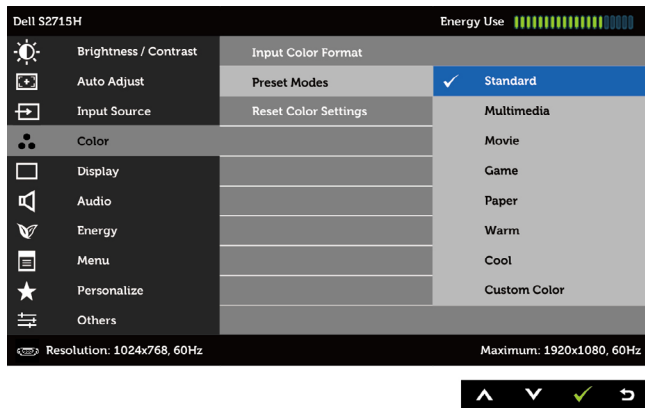 Dell S2715H
Energy Use
Brightness / Contrast
Input Color Format
Auto Adjust
Preset Modes
Standard
Input Source
Reset Color Settings
Multimedia
Color
Movie
Display
Game
Audio
Paper
Energy
Warm
Menu
Cool
Personalize
Custom Color
Others
Resolution: 1024x768, 60Hz
Maximum: 1920x1080, 60Hz